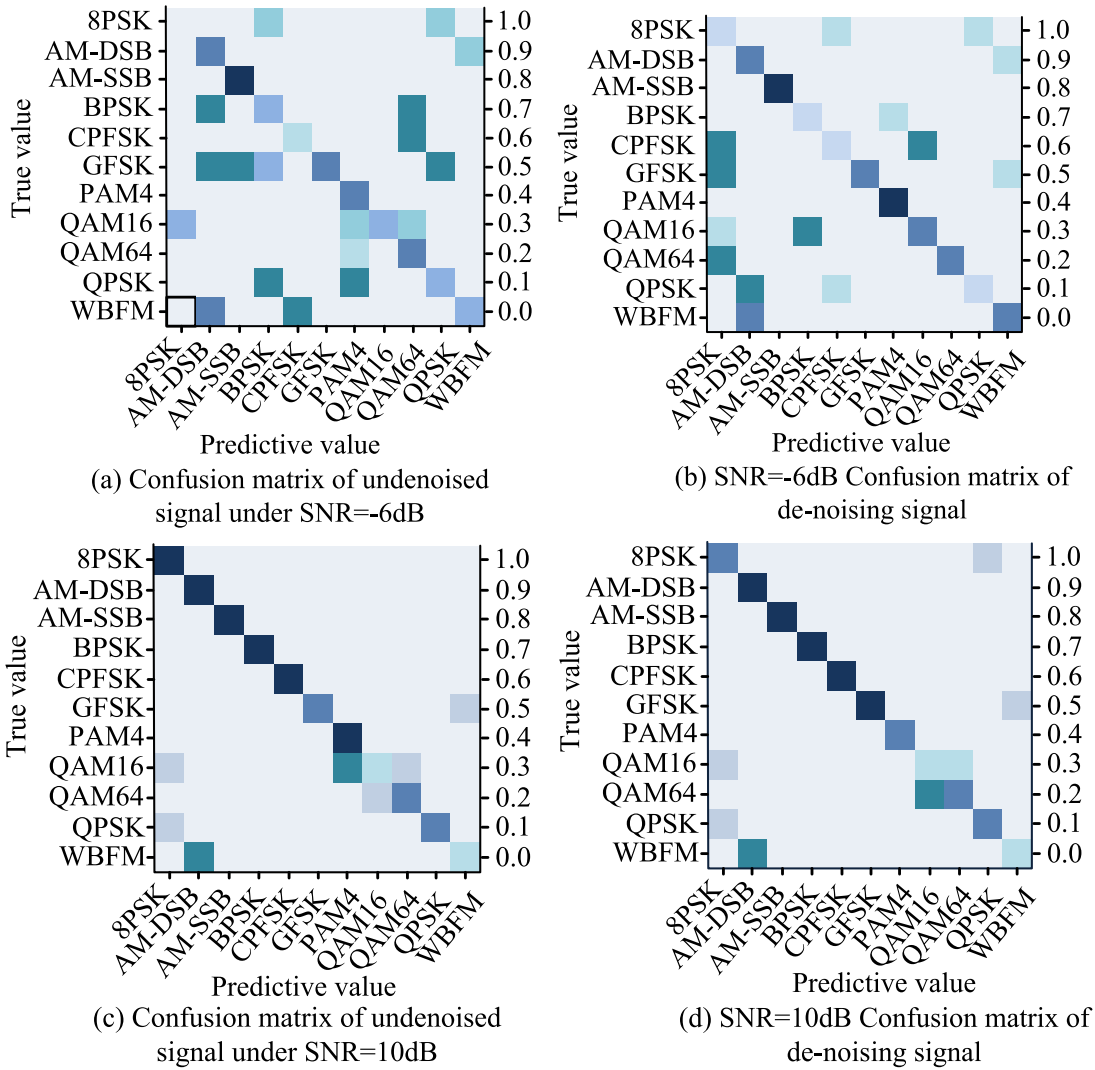 True value
8PSK 1.0
AM-DSB 0.9
AM-SSB 0.8
BPSK 0.7
CPFSK 0.6
GFSK 0.5
PAM4 0.4
QAM16 0.3
QAM64 0.2
QPSK 0.1
WBFM 0.0
8PSK AM-DSB AM-SSB BPSK CPFSK GFSK PAM4 QAM16 QAM64 QPSK WBFM
Predictive value
(a) Confusion matrix of undenoised
signal under SNR=-6dB
True value
8PSK 1.0
AM-DSB 0.9
AM-SSB 0.8
BPSK 0.7
CPFSK 0.6
GFSK 0.5
PAM4 0.4
QAM16 0.3
QAM64 0.2
QPSK 0.1
WBFM 0.0
8PSK AM-DSB AM-SSB BPSK CPFSK GFSK PAM4 QAM16 QAM64 QPSK WBFM
Predictive value
(b) SNR=-6dB Confusion matrix of
de-noising signal
True value
8PSK 1.0
AM-DSB 0.9
AM-SSB 0.8
BPSK 0.7
CPFSK 0.6
GFSK 0.5
PAM4 0.4
QAM16 0.3
QAM64 0.2
QPSK 0.1
WBFM 0.0
8PSK AM-DSB AM-SSB BPSK CPFSK GFSK PAM4 QAM16 QAM64 QPSK WBFM
Predictive value
(c) Confusion matrix of undenoised
signal under SNR=10dB
True value
8PSK 1.0
AM-DSB 0.9
AM-SSB 0.8
BPSK 0.7
CPFSK 0.6
GFSK 0.5
PAM4 0.4
QAM16 0.3
QAM64 0.2
QPSK 0.1
WBFM 0.0
8PSK AM-DSB AM-SSB BPSK CPFSK GFSK PAM4 QAM16 QAM64 QPSK WBFM
Predictive value
(d) SNR=10dB Confusion matrix of
de-noising signal